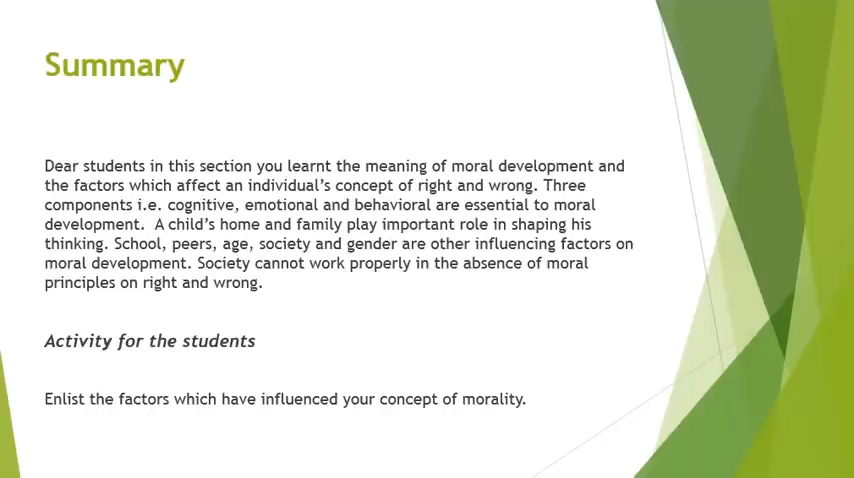 Summary
Dear students in this section you learnt the meaning of moral development and
the factors which affect an individual's concept of right and wrong. Three
components i.e. cognitive, emotional and behavioral are essential to moral
development.  A child's home and family play important role in shaping his
thinking. School, peers, age, society and gender are other influencing factors on
moral development. Society cannot work properly in the absence of moral
principles on right and wrong.
Activity for the students
Enlist the factors which have influenced your concept of morality.